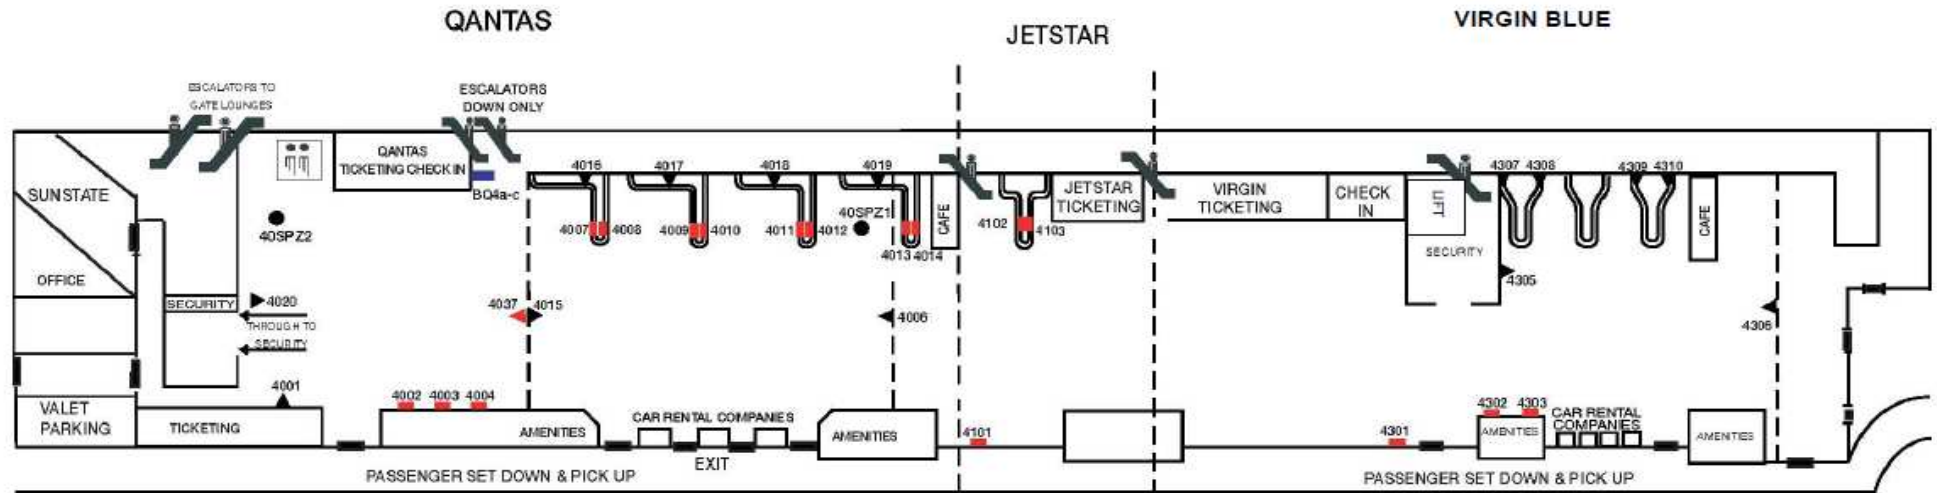 QANTAS
JETSTAR
VIRGIN BLUE
ESCALATORS TO
GATE LOUNGES
ESCALATORS
DOWN ONLY
QANTAS
TICKETING CHECK IN
BQ4a-c
SUNSTATE
40SPZ2
OFFICE
SECURITY
4020
THROUGH TO
SECURITY
4001
VALET
PARKING
TICKETING
4002 4003 4004
AMENITIES
4016 4017 4018 4019
4007 4008 4009 4010 4011 4012
40SPZ1
4013 4014
CAFE
4037 4015
4006
CAR RENTAL COMPANIES
EXIT
AMENITIES
PASSENGER SET DOWN & PICK UP
4102 4103
JETSTAR
TICKETING
4101
VIRGIN
TICKETING
CHECK
IN
LIFT
SECURITY
4307 4308 4309 4310
CAFE
4305
4306
4301
4302 4303
AMENITIES
CAR RENTAL
COMPANIES
AMENITIES
PASSENGER SET DOWN & PICK UP